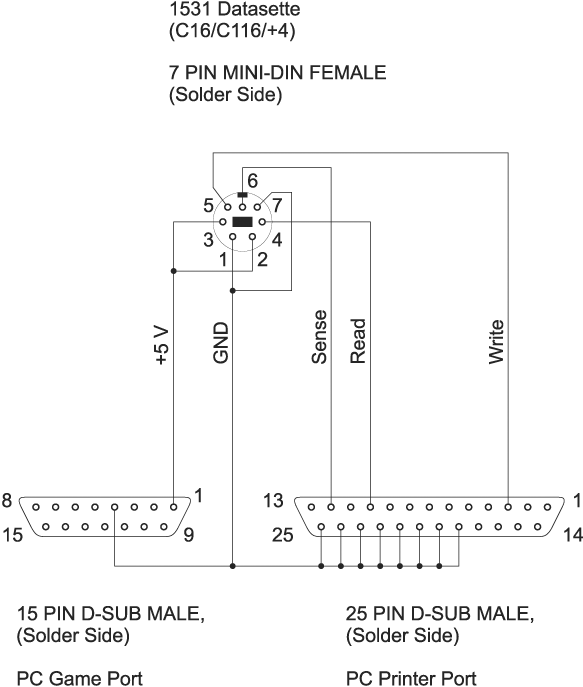 1531 Datasette
(C16/C116/+4)
7 PIN MINI-DIN FEMALE
(Solder Side)
6
5
7
3
4
1
2
+5 V
GND
Sense
Read
Write
8
1
13
1
15
9
25
14
15 PIN D-SUB MALE,
(Solder Side)
PC Game Port
25 PIN D-SUB MALE,
(Solder Side)
PC Printer Port